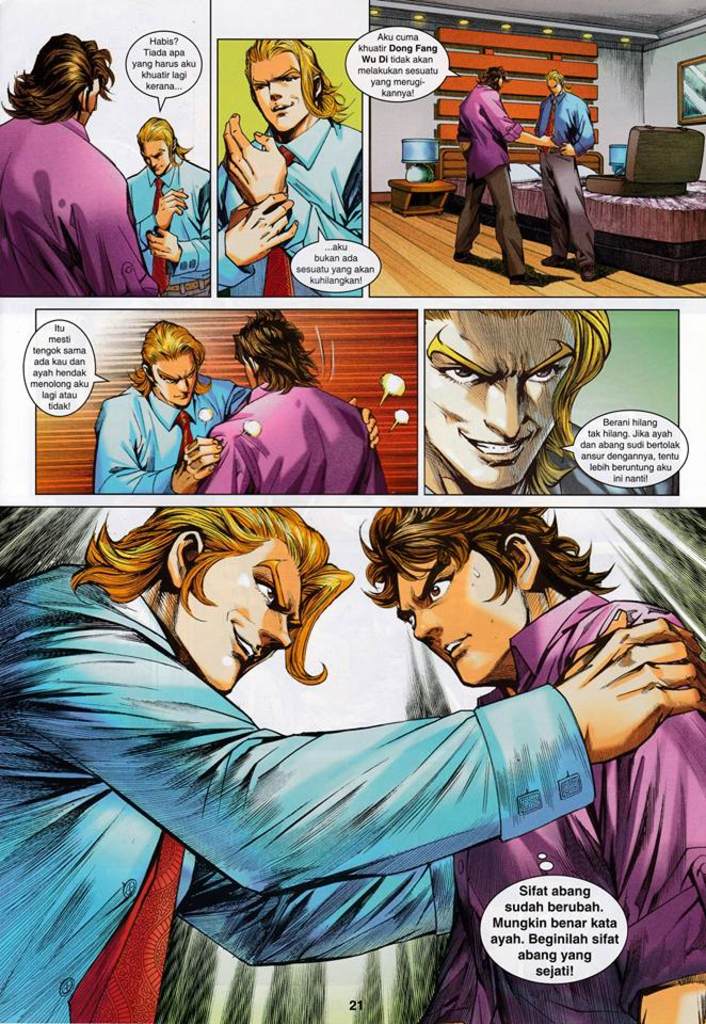 Habis?
Tiada apa
yang harus aku
khuatir lagi
kerana...
...aku
bukan ada
sesuatu yang akan
kuhilangkan!
Aku cuma
khuatir Dong Fang
Wu Di tidak akan
melakukan sesuatu
yang merugi-
kannya!
Itu
mesti
tengok sama
ada kau dan
ayah hendak
menolong aku
lagi atau
tidak!
Berani hilang
tak hilang. Jika ayah
dan abang sudi bertolak
ansur dengannya, tentu
lebih beruntung aku
ini nanti!
Sifat abang
sudah berubah.
Mungkin benar kata
ayah. Beginilah sifat
abang yang
sejati!
21